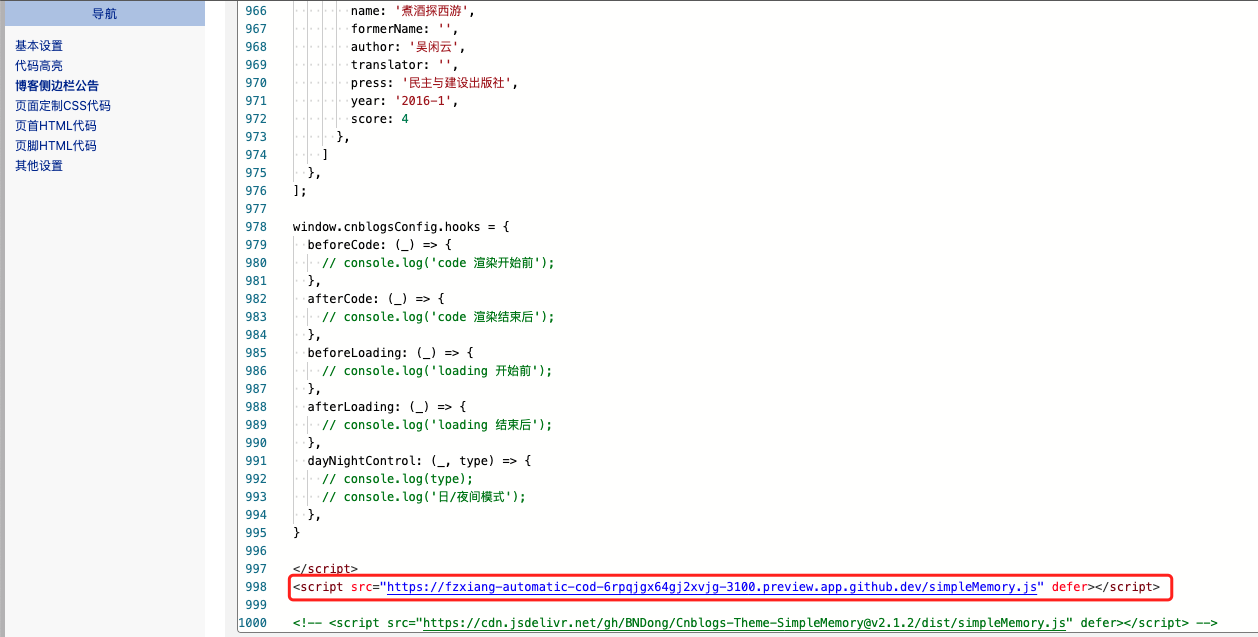 导航
基本设置
代码高亮
博客侧边栏公告
页面定制CSS代码
页首HTML代码
页脚HTML代码
其他设置
966 name: '煮酒探西游',
967 formerName: '',
968 author: '吴闲云',
969 translator: '',
970 press: '民主与建设出版社',
971 year: '2016-1',
972 score: 4
973 },
974 ]
975 },
976 ];
977
978 window.cnblogsConfig.hooks = {
979 beforeCode: (_) => {
980 // console.log('code 渲染开始前');
981 },
982 afterCode: (_) => {
983 // console.log('code 渲染结束后');
984 },
985 beforeLoading: (_) => {
986 // console.log('loading 开始前');
987 },
988 afterLoading: (_) => {
989 // console.log('loading 结束后');
990 },
991 dayNightControl: (_, type) => {
992 // console.log(type);
993 // console.log('日/夜间模式');
994 },
995 }
996
997 </script>
998 <script src="https://fzxiang-automatic-cod-6rpqjgx64gj2xvjg-3100.preview.app.github.dev/simpleMemory.js" defer></script>
999
1000 <!-- <script src="https://cdn.jsdelivr.net/gh/BNDong/Cnblogs-Theme-SimpleMemory@v2.1.2/dist/simpleMemory.js" defer></script> -->